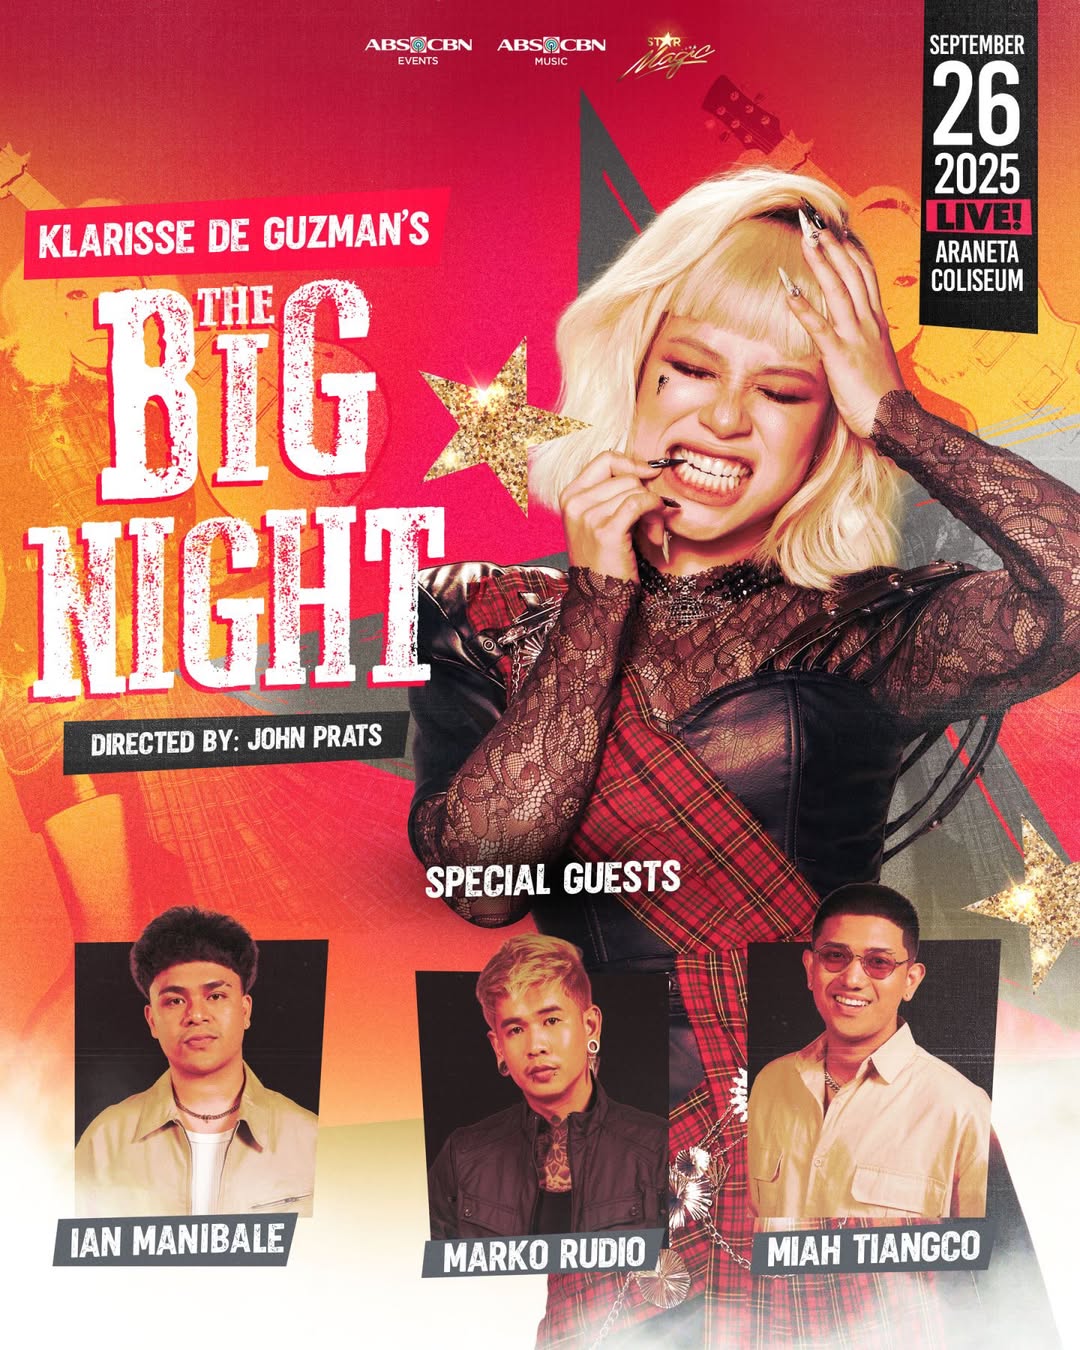 ABS CBN
EVENTS
ABS CBN
MUSIC
STAR
Magic
SEPTEMBER
26
2025
LIVE!
ARANETA
COLISEUM
KLARISSE DE GUZMAN'S
THE
BIG
NIGHT
DIRECTED BY: JOHN PRATS
SPECIAL GUESTS
IAN MANIBALE
MARKO RUDIO
MIAH TIANGCO